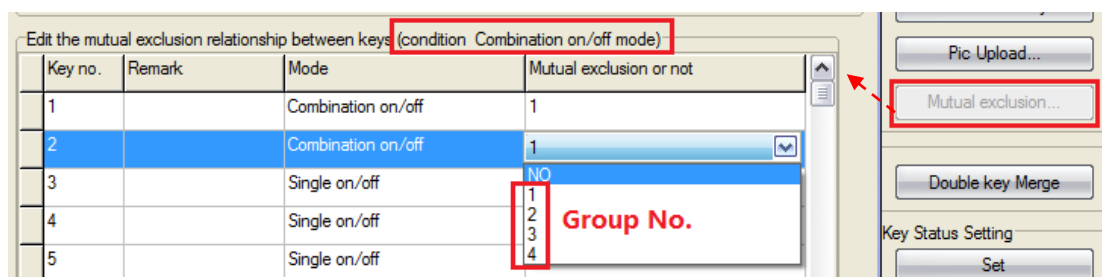 Edit the mutual exclusion relationship between keys (condition Combination on/off mode)
Key no. Remark Mode Mutual exclusion or not
1 Combination on/off 1
2 Combination on/off 1
3 Single on/off
4 Single on/off
5 Single on/off
NO
1
2
3
4
Group No.
Pic Upload...
Mutual exclusion...
Double key Merge
Key Status Setting
Set